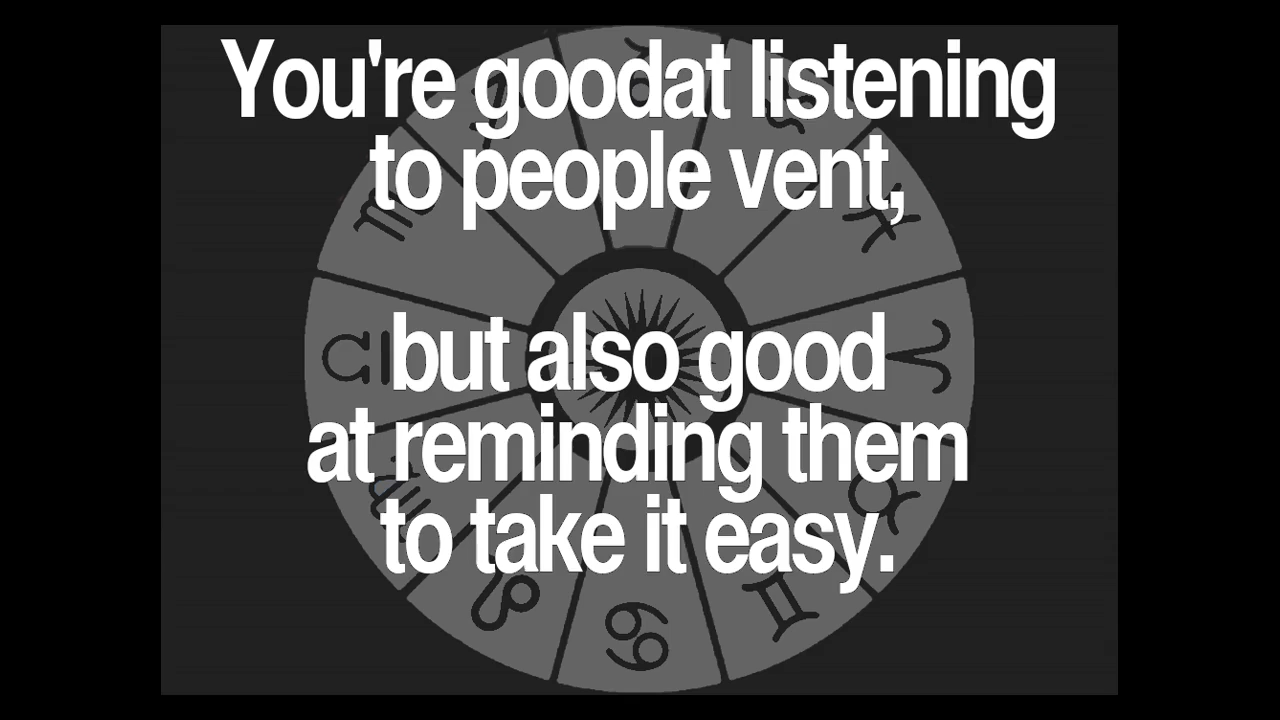 You're goodat listening
to people vent,
but also good
at reminding them
to take it easy.